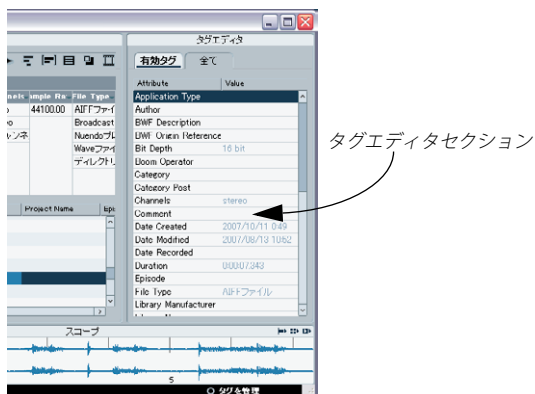 タグエディタ
有効タグ 全て
Attribute Value
Application Type
Author
BWF Description
BWF Origin Reference
Bit Depth 16 bit
Boom Operator
Category
Category Post
Channels stereo
Comment
Date Created 2007/10/11 0:49
Date Modified 2007/08/13 10:52
Date Recorded
Duration 0:00:07.343
Episode
File Type AIFFファイル
Library Manufacturer
nels ample Ra File Type
44100.00 AIFFファイ
Broadcast
Nuendoプレ
Waveファイ
ディレクトリ
Project Name Epi
スコープ
5
タグを管理
タグエディタセクション